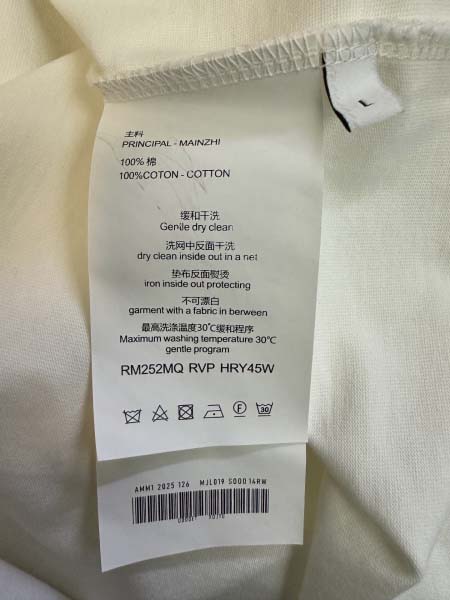 L
主料
PRINCIPAL - MAINZHI
100% 棉
100%COTON - COTTON
缓和干洗
Genile dry clean
洗网中反面干洗
dry clean inside out in a net
垫布反面熨烫
iron inside out protecting
不可漂白
garment with a fabric in berween
最高洗涤温度30℃缓和程序
Maximum washing temperature 30℃
gentle program
RM252MQ RVP HRY45W
F
30
AMM1 2025 126 MJL019 S000 14RW